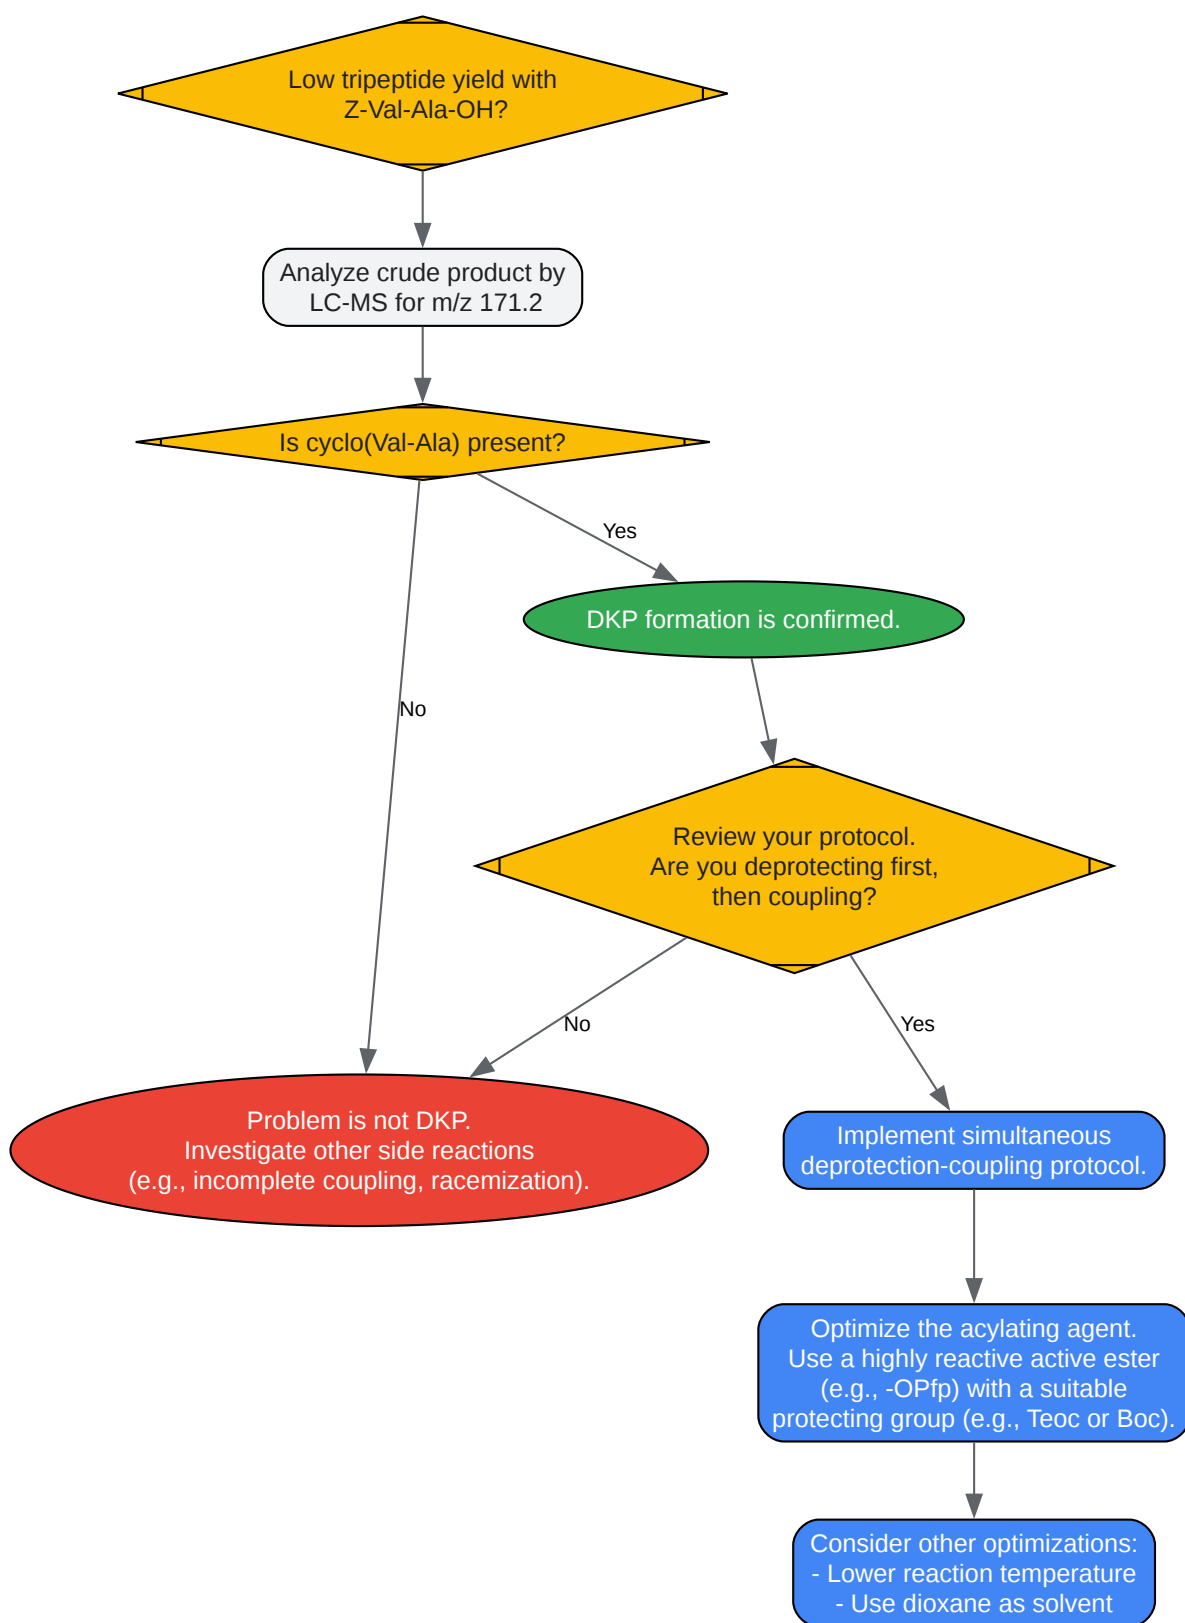 Low tripeptide yield with
Z-Val-Ala-OH?
Analyze crude product by
LC-MS for m/z 171.2
Is cyclo(Val-Ala) present?
Yes
DKP formation is confirmed.
No
Review your protocol.
Are you deprotecting first,
then coupling?
No
Yes
Problem is not DKP.
Investigate other side reactions
(e.g., incomplete coupling, racemization).
Implement simultaneous
deprotection-coupling protocol.
Optimize the acylating agent.
Use a highly reactive active ester
(e.g., -OPfp) with a suitable
protecting group (e.g., Teoc or Boc).
Consider other optimizations:
- Lower reaction temperature
- Use dioxane as solvent